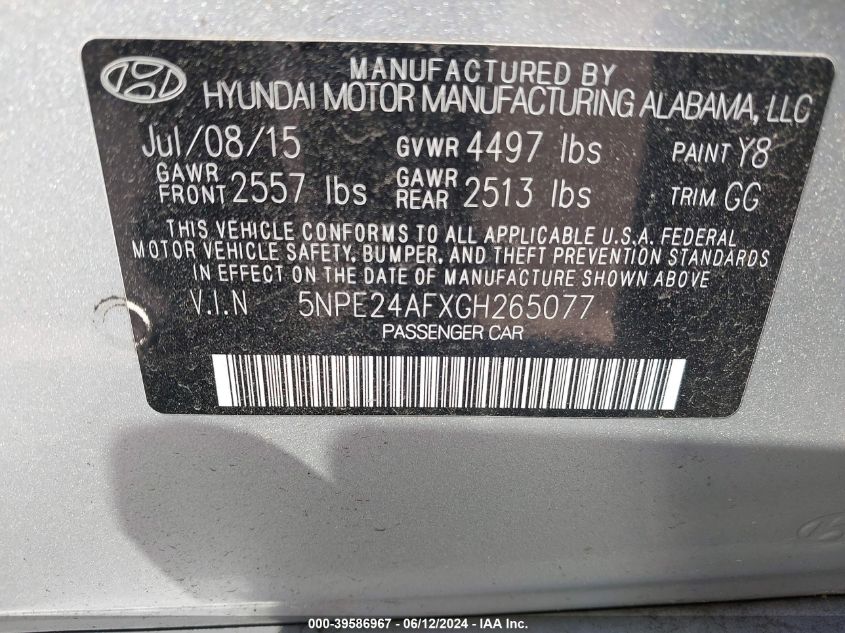 MANUFACTURED BY
HYUNDAI MOTOR MANUFACTURING ALABAMA, LLC
Jul/08/15 GVWR 4497 lbs PAINT Y8
GAWR FRONT 2557 lbs GAWR REAR 2513 lbs TRIM GG
THIS VEHICLE CONFORMS TO ALL APPLICABLE U.S.A. FEDERAL
MOTOR VEHICLE SAFETY, BUMPER, AND THEFT PREVENTION STANDARDS
IN EFFECT ON THE DATE OF MANUFACTURE SHOWN ABOVE
V.I.N 5NPE24AFXGH265077
PASSENGER CAR
000-39586967 - 06/12/2024 - IAA, Inc.